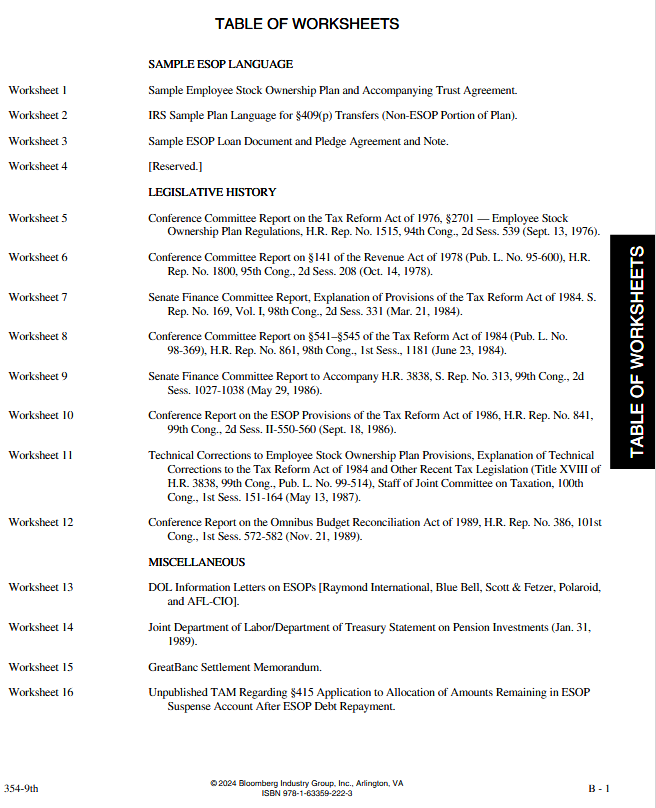 TABLE OF WORKSHEETS
SAMPLE ESOP LANGUAGE
Worksheet 1 Sample Employee Stock Ownership Plan and Accompanying Trust Agreement.
Worksheet 2 IRS Sample Plan Language for §409(p) Transfers (Non-ESOP Portion of Plan).
Worksheet 3 Sample ESOP Loan Document and Pledge Agreement and Note.
Worksheet 4 [Reserved.]
LEGISLATIVE HISTORY
Worksheet 5 Conference Committee Report on the Tax Reform Act of 1976, §2701 — Employee Stock
Ownership Plan Regulations, H.R. Rep. No. 1515, 94th Cong., 2d Sess. 539 (Sept. 13, 1976).
Worksheet 6 Conference Committee Report on §141 of the Revenue Act of 1978 (Pub. L. No. 95-600), H.R.
Rep. No. 1800, 95th Cong., 2d Sess. 208 (Oct. 14, 1978).
Worksheet 7 Senate Finance Committee Report, Explanation of Provisions of the Tax Reform Act of 1984. S.
Rep. No. 169, Vol. I, 98th Cong., 2d Sess. 331 (Mar. 21, 1984).
Worksheet 8 Conference Committee Report on §541–§545 of the Tax Reform Act of 1984 (Pub. L. No.
98-369), H.R. Rep. No. 861, 98th Cong., 1st Sess., 1181 (June 23, 1984).
Worksheet 9 Senate Finance Committee Report to Accompany H.R. 3838, S. Rep. No. 313, 99th Cong., 2d
Sess. 1027-1038 (May 29, 1986).
Worksheet 10 Conference Report on the ESOP Provisions of the Tax Reform Act of 1986, H.R. Rep. No. 841,
99th Cong., 2d Sess. II-550-560 (Sept. 18, 1986).
Worksheet 11 Technical Corrections to Employee Stock Ownership Plan Provisions, Explanation of Technical
Corrections to the Tax Reform Act of 1984 and Other Recent Tax Legislation (Title XVIII of
H.R. 3838, 99th Cong., Pub. L. No. 99-514), Staff of Joint Committee on Taxation, 100th
Cong., 1st Sess. 151-164 (May 13, 1987).
Worksheet 12 Conference Report on the Omnibus Budget Reconciliation Act of 1989, H.R. Rep. No. 386, 101st
Cong., 1st Sess. 572-582 (Nov. 21, 1989).
MISCELLANEOUS
Worksheet 13 DOL Information Letters on ESOPs [Raymond International, Blue Bell, Scott & Fetzer, Polaroid,
and AFL-CIO].
Worksheet 14 Joint Department of Labor/Department of Treasury Statement on Pension Investments (Jan. 31,
1989).
Worksheet 15 GreatBanc Settlement Memorandum.
Worksheet 16 Unpublished TAM Regarding §415 Application to Allocation of Amounts Remaining in ESOP
Suspense Account After ESOP Debt Repayment.
TABLE OF WORKSHEETS
354-9th
© 2024 Bloomberg Industry Group, Inc., Arlington, VA
ISBN 978-1-63359-222-3
B - 1